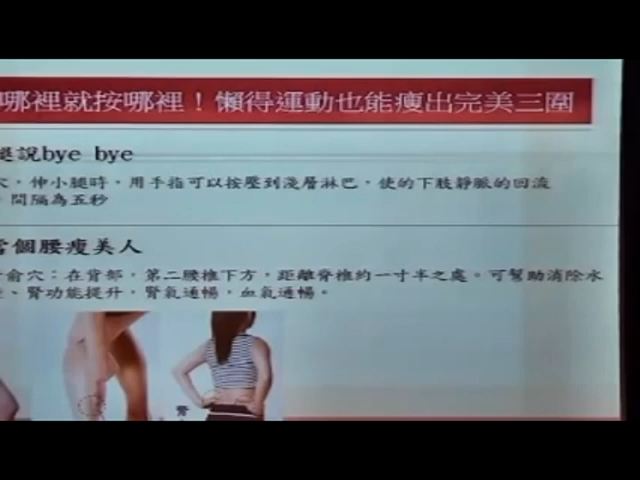 哪裡就按哪裡！懶得運動也能瘦出完美三圍
腿說bye bye
穴，伸小腿時，用手指可以按壓到淺層淋巴，使的下肢靜脈的回流
，間隔為五秒
當個腰瘦美人
俞穴：在背部，第二腰椎下方，距離脊椎約一寸半之處。可幫助消除水
、腎功能提升，腎氣通暢，血氣通暢。
腎